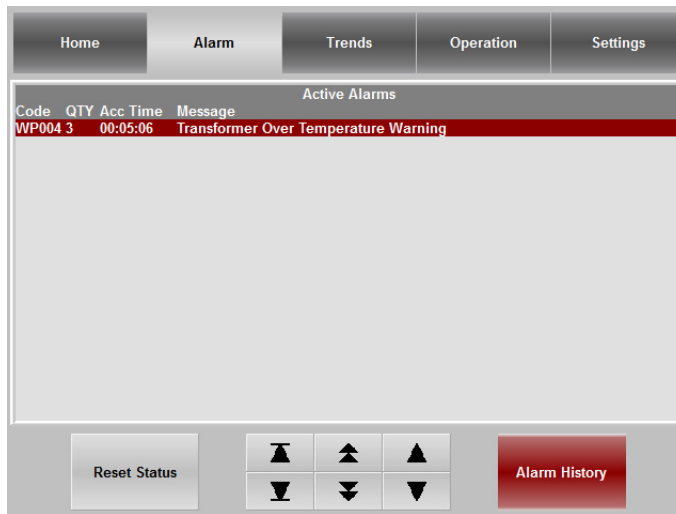 Home Alarm Trends Operation Settings
Active Alarms
Code QTY Acc Time Message
WP004 3 00:05:06 Transformer Over Temperature Warning
Reset Status
Alarm History